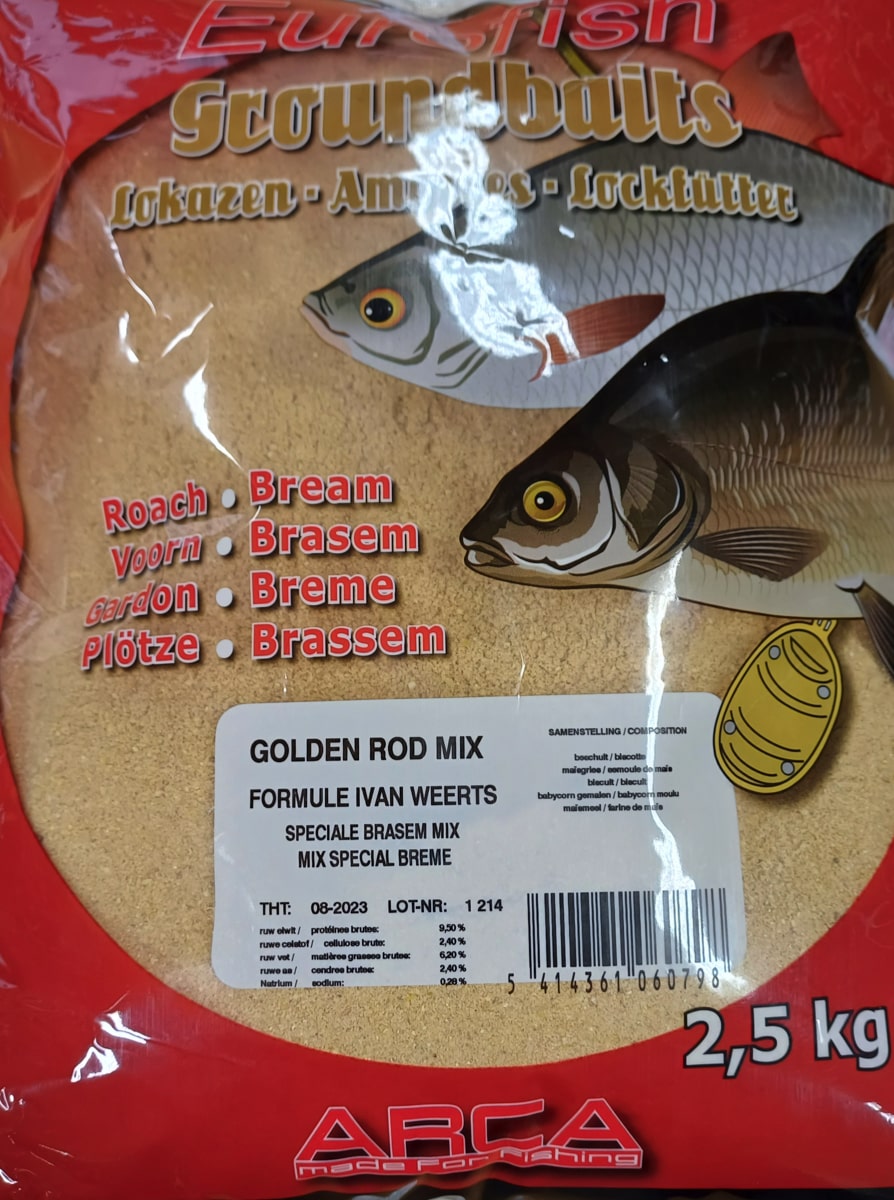 Eurofish
Groundbaits
Lokazen - Am es - Lockfütter
Roach • Bream
Voorn • Brasem
Gardon • Breme
Plötze • Brassem
GOLDEN ROD MIX
FORMULE IVAN WEERTS
SPECIALE BRASEM MIX
MIX SPECIAL BREME
THT: 08-2023 LOT-NR: 1 214
ruw eiwit / protéines brutes: 9,50 %
ruwe celstof / cellulose brute: 2,40 %
ruw vet / matières grasses brutes: 6,20 %
ruwe as / cendres brutes: 2,40 %
Natrium / sodium: 0,28 %
SAMENSTELLING / COMPOSITION
beschuit / biscotte
maïsgries / semoule de maïs
biscuit / biscuit
babycorn gemalen / babycorn moulu
maïsmeel / farine de maïs
5 414361 060798
2,5 kg
ARCA
made for fishing